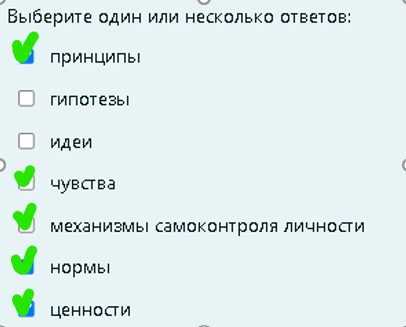 Выберите один или несколько ответов:
принципы
гипотезы
идеи
чувства
механизмы самоконтроля личности
нормы
ценности